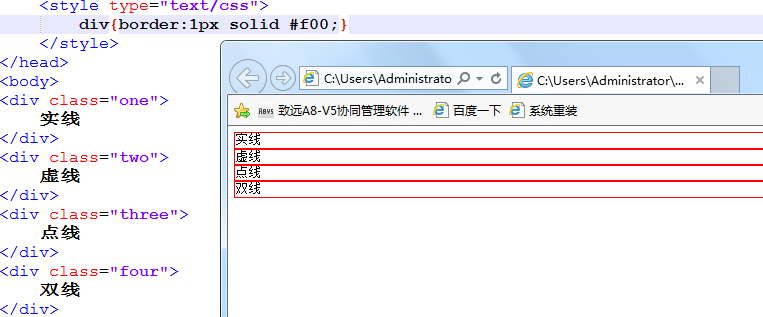 <style type="text/css">
div{border:1px solid #f00;}
</style>
</head>
<body>
<div class="one">
实线
</div>
<div class="two">
虚线
</div>
<div class="three">
点线
</div>
<div class="four">
双线
</div>
C:\Users\Administrato
C:\Users\Administrator\...
致远A8-V5协同管理软件 ...
百度一下
系统重装
实线
虚线
点线
双线